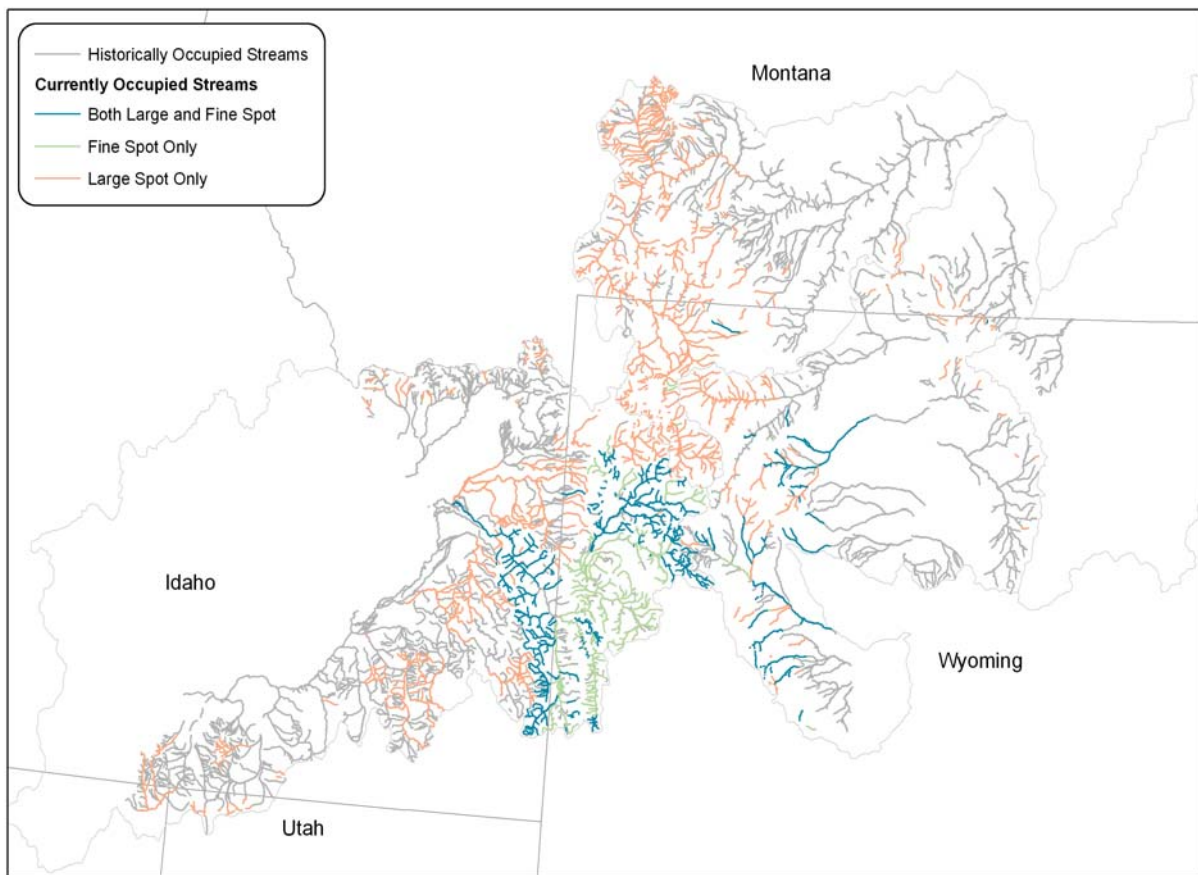 Historically Occupied Streams
Currently Occupied Streams
Both Large and Fine Spot
Fine Spot Only
Large Spot Only
Montana
Idaho
Wyoming
Utah